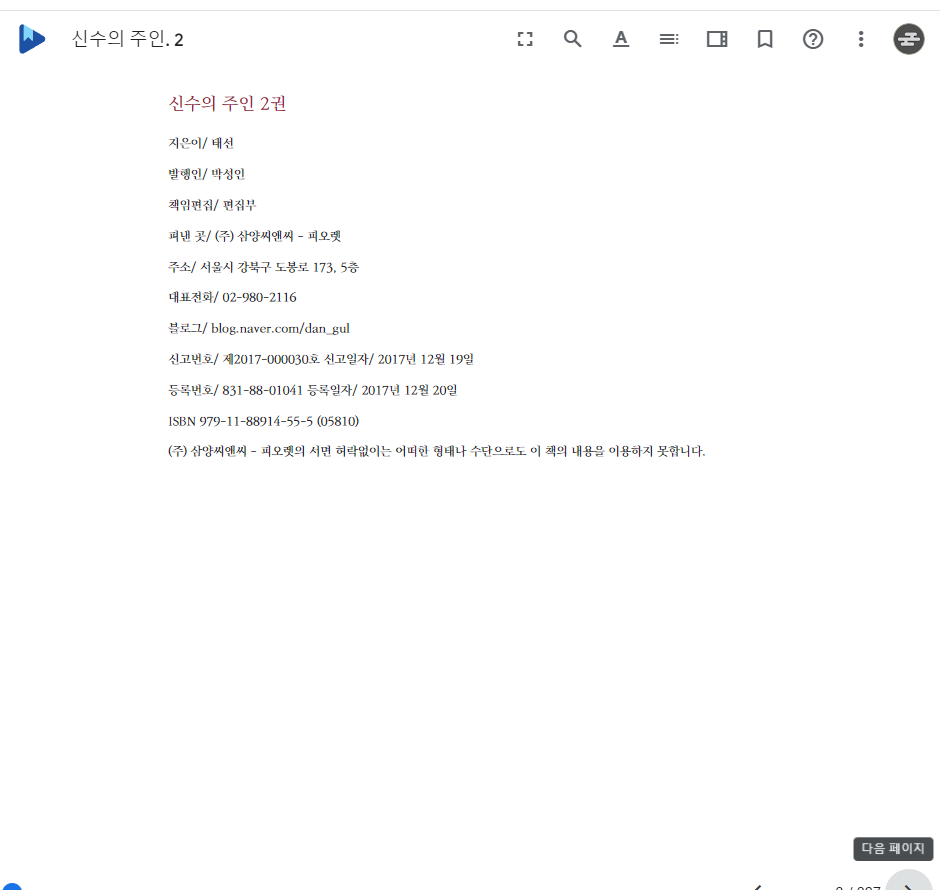 신수의 주인. 2
신수의 주인 2권
지은이/ 태선
발행인/ 박성인
책임편집/ 편집부
펴낸 곳/ (주) 삼양씨앤씨 - 피오렛
주소/ 서울시 강북구 도봉로 173, 5층
대표전화/ 02-980-2116
블로그/ blog.naver.com/dan_gul
신고번호/ 제2017-000030호 신고일자/ 2017년 12월 19일
등록번호/ 831-88-01041 등록일자/ 2017년 12월 20일
ISBN 979-11-88914-55-5 (05810)
(주) 삼양씨앤씨 - 피오렛의 서면 허락없이는 어떠한 형태나 수단으로도 이 책의 내용을 이용하지 못합니다.
다음 페이지